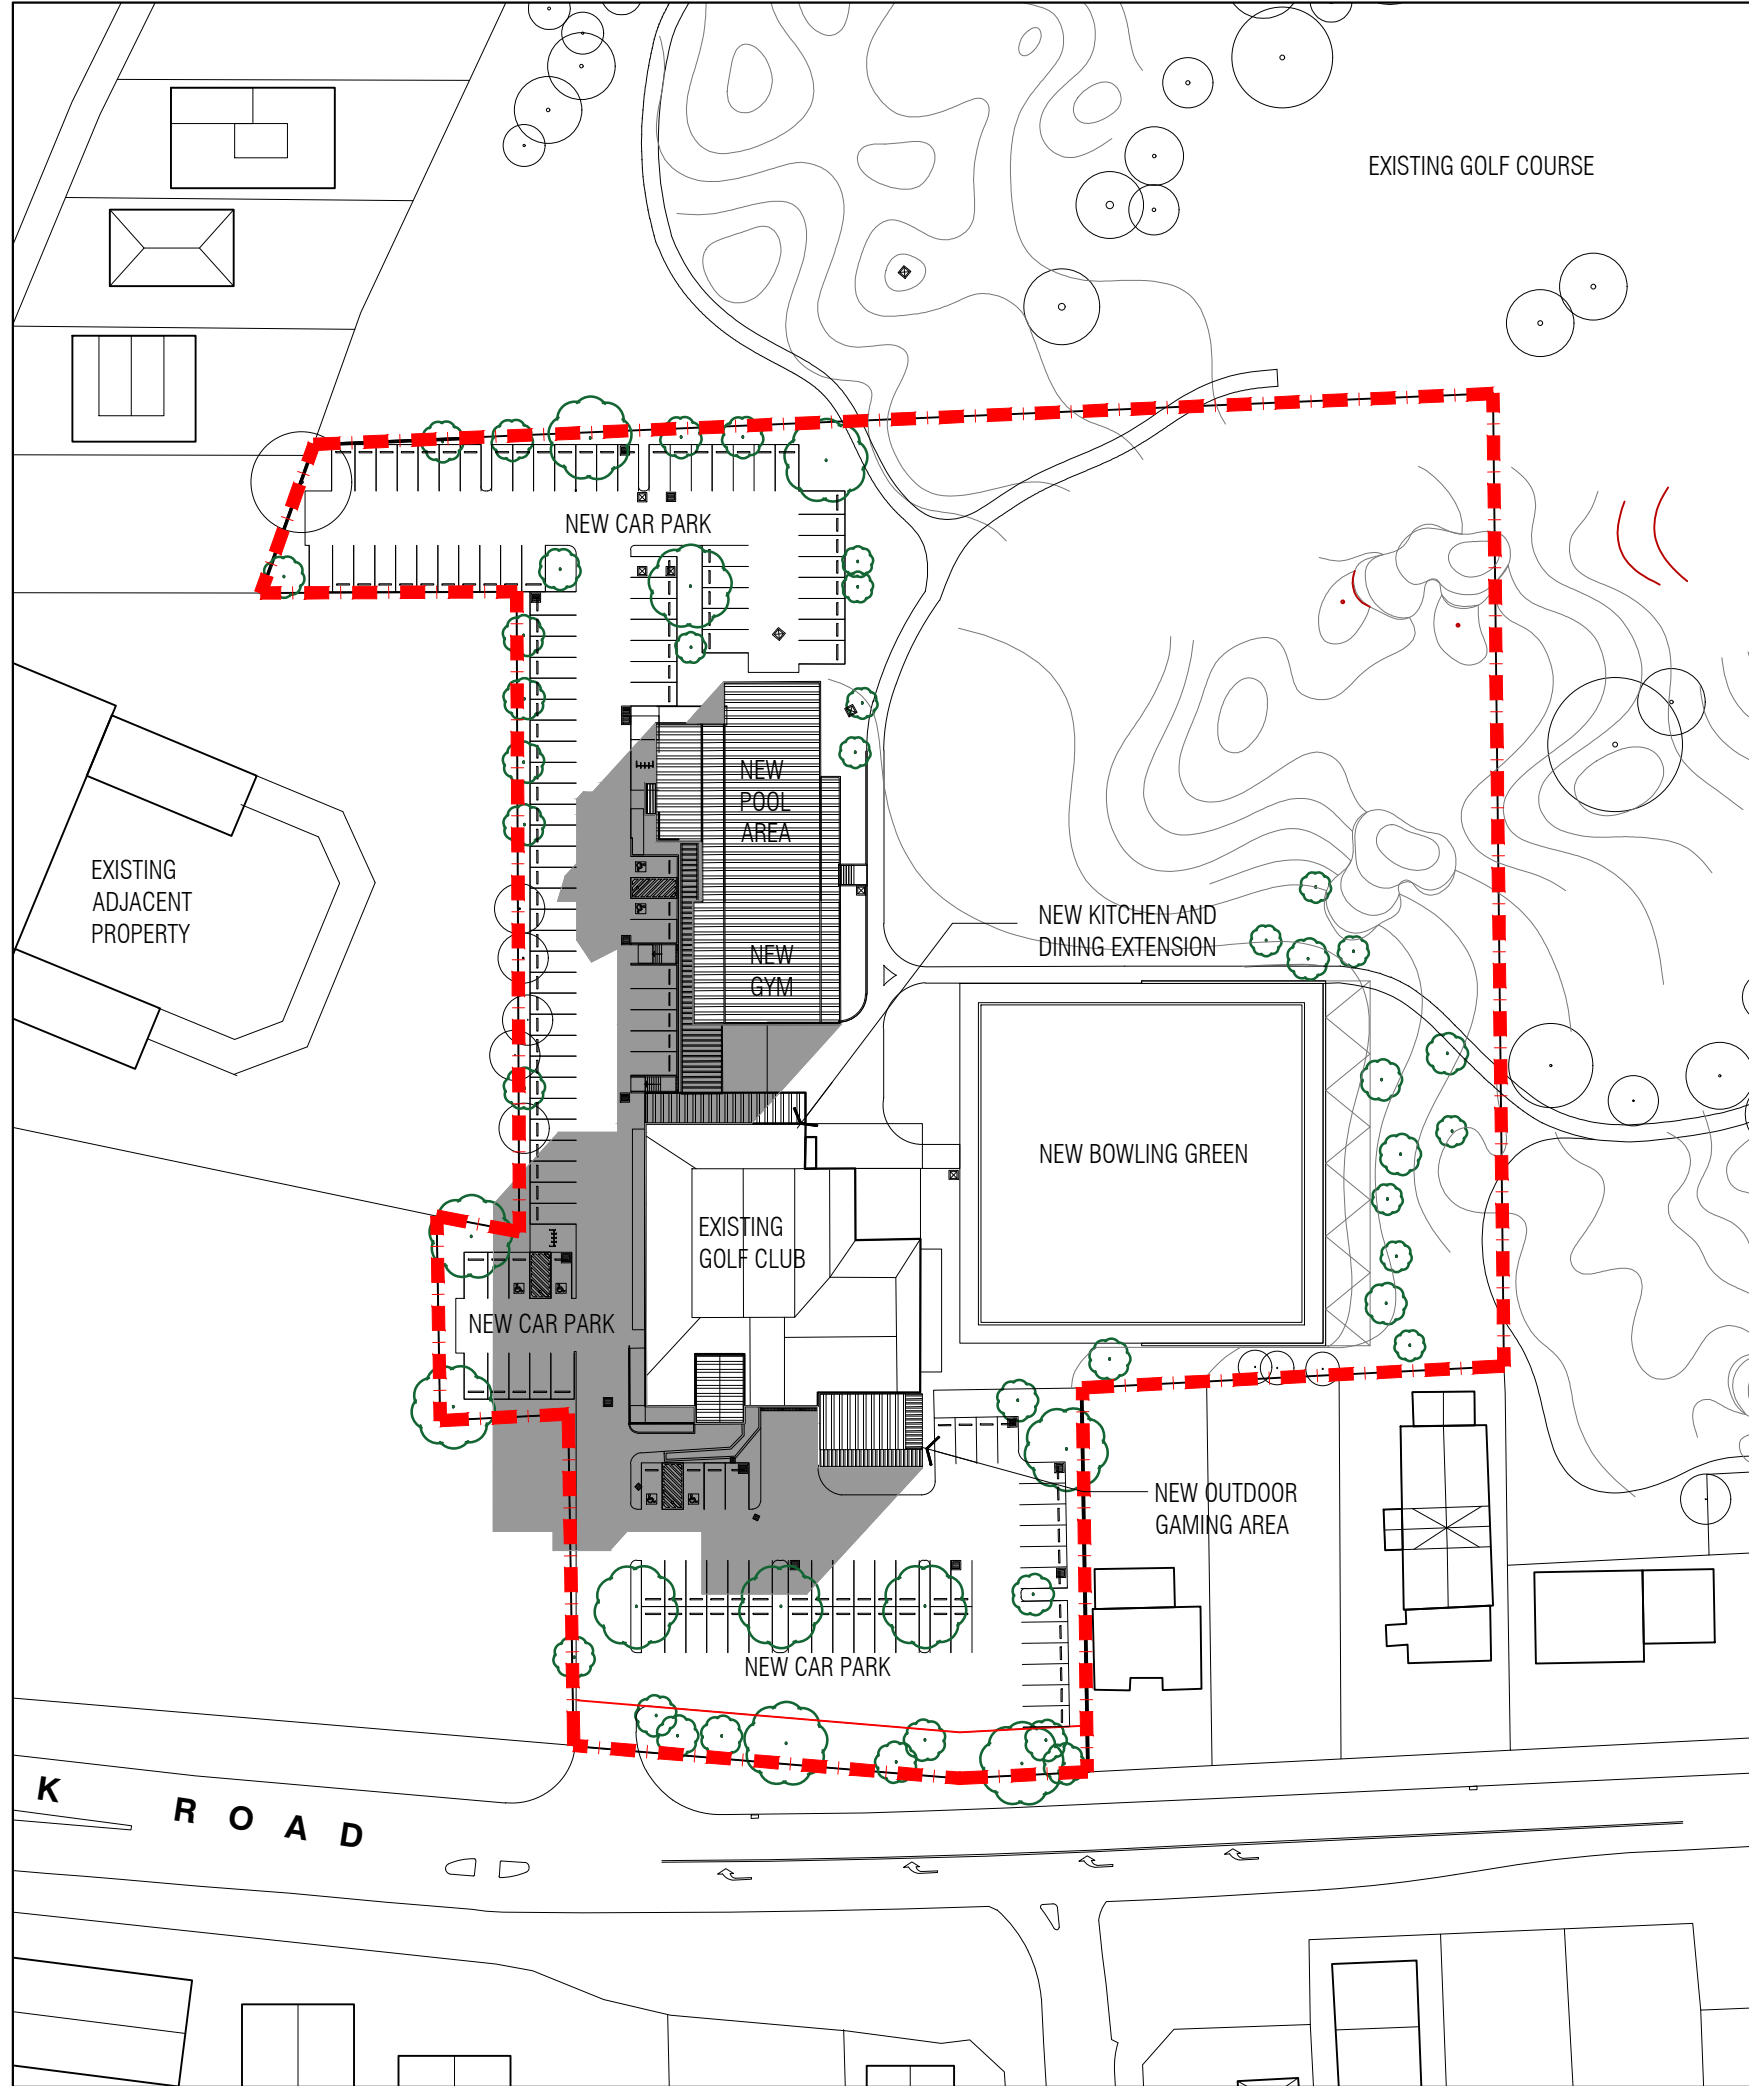 EXISTING GOLF COURSE
NEW CAR PARK
NEW
POOL
AREA
EXISTING
ADJACENT
PROPERTY
NEW KITCHEN AND
DINING EXTENSION
NEW
GYM
NEW BOWLING GREEN
EXISTING
GOLF CLUB
NEW CAR PARK
NEW OUTDOOR
GAMING AREA
NEW CAR PARK
K ROAD